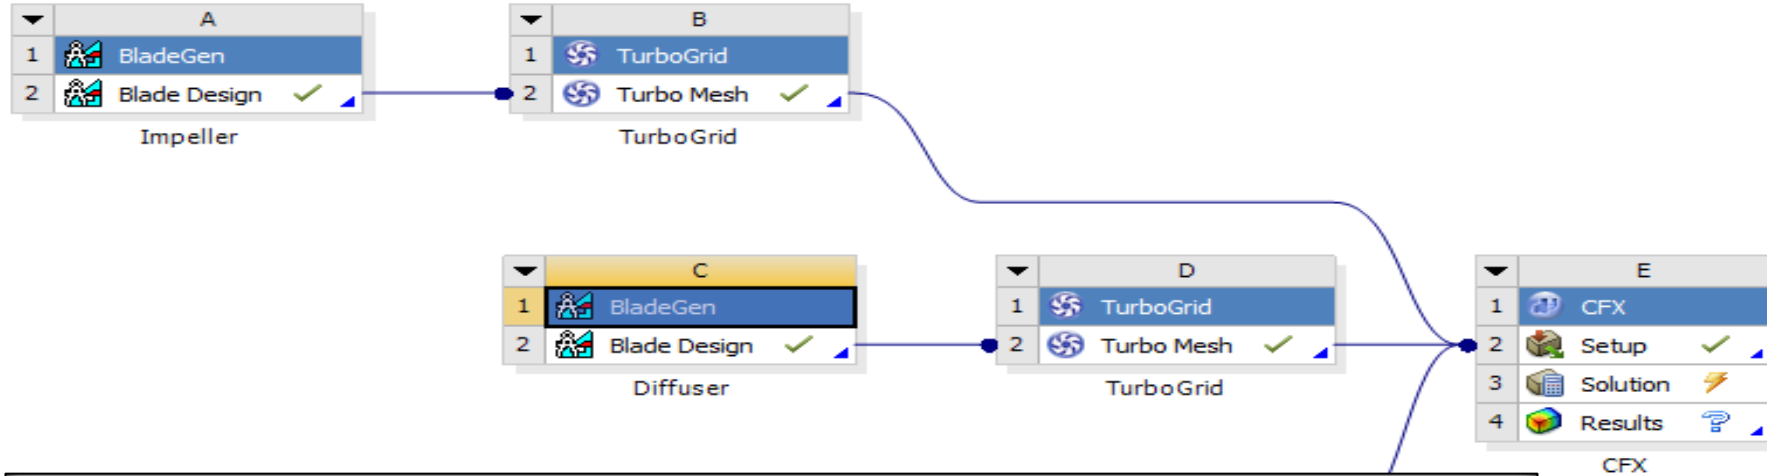 A
1 BladeGen
2 Blade Design
Impeller
B
1 TurboGrid
2 Turbo Mesh
TurboGrid
C
1 BladeGen
2 Blade Design
Diffuser
D
1 TurboGrid
2 Turbo Mesh
TurboGrid
E
1 CFX
2 Setup
3 Solution
4 Results ?
CFX